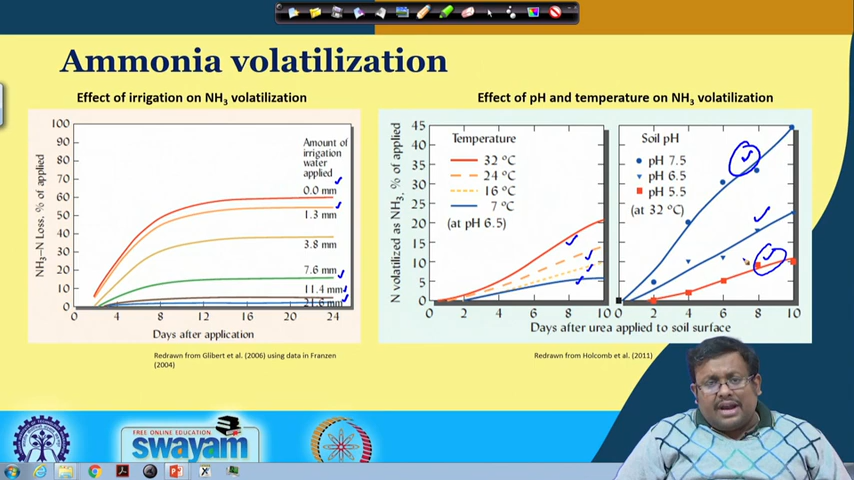 Ammonia volatilization
Effect of irrigation on NH3 volatilization
Effect of pH and temperature on NH3 volatilization
NH3–N Loss, % of applied
100
90
80
70
60
50
40
30
20
10
0
Amount of
irrigation
water
applied
0.0 mm
1.3 mm
3.8 mm
7.6 mm
11.4 mm
21.6 mm
4
8
12
16
20
24
Days after application
Redrawn from Glibert et al. (2006) using data in Franzen
(2004)
N volatilized as NH3, % of applied
45
40
35
30
25
20
15
10
5
0
Temperature
32 °C
24 °C
16 °C
7 °C
(at pH 6.5)
0 2 4 6 8 10
Soil pH
pH 7.5
pH 6.5
pH 5.5
(at 32 °C)
0 2 4 6 8 10
Days after urea applied to soil surface
Redrawn from Holcomb et al. (2011)
FREE ONLINE EDUCATION
swayam